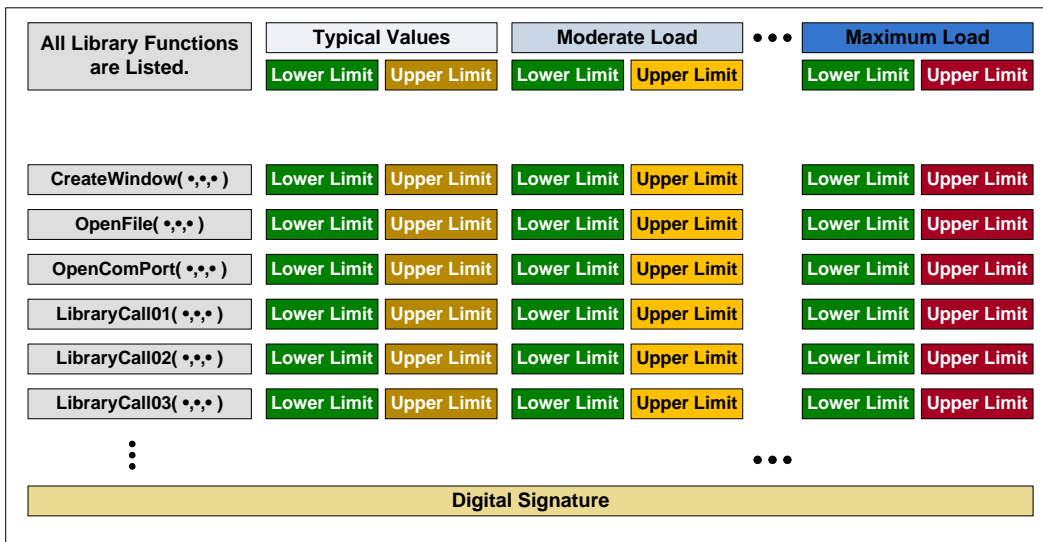 All Library Functions
are Listed.
Typical Values
Moderate Load
•••
Maximum Load
Lower Limit Upper Limit Lower Limit Upper Limit Lower Limit Upper Limit
CreateWindow( •,•,• ) Lower Limit Upper Limit Lower Limit Upper Limit Lower Limit Upper Limit
OpenFile( •,•,• ) Lower Limit Upper Limit Lower Limit Upper Limit Lower Limit Upper Limit
OpenComPort( •,•,• ) Lower Limit Upper Limit Lower Limit Upper Limit Lower Limit Upper Limit
LibraryCall01( •,•,• ) Lower Limit Upper Limit Lower Limit Upper Limit Lower Limit Upper Limit
LibraryCall02( •,•,• ) Lower Limit Upper Limit Lower Limit Upper Limit Lower Limit Upper Limit
LibraryCall03( •,•,• ) Lower Limit Upper Limit Lower Limit Upper Limit Lower Limit Upper Limit
•••
Digital Signature